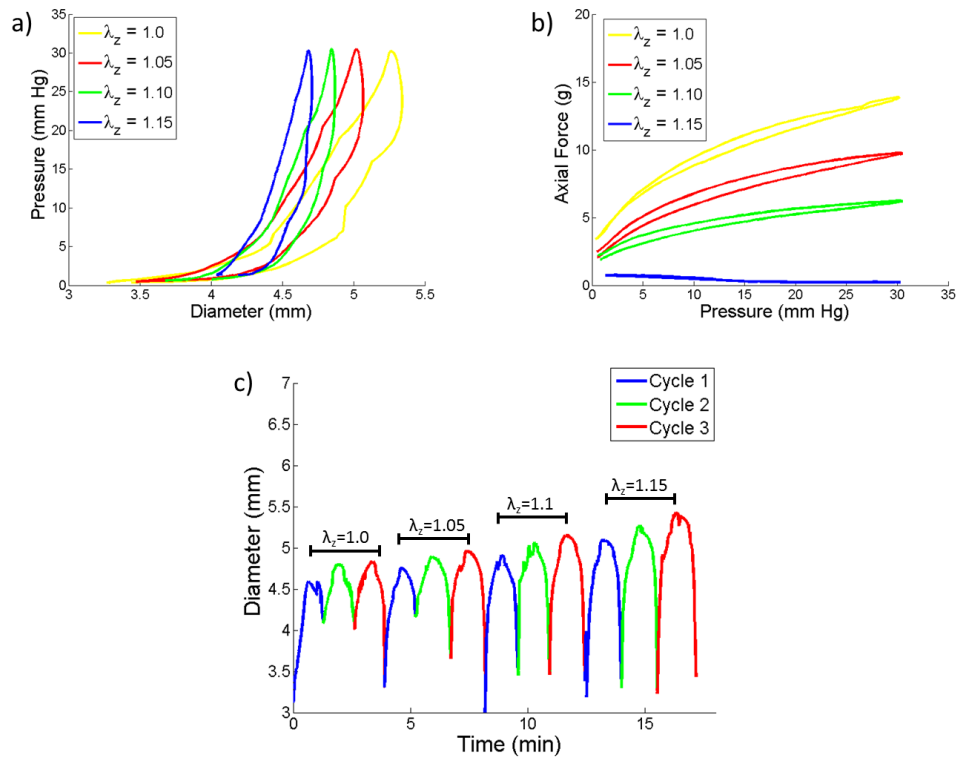 a)
λz = 1.0
λz = 1.05
λz = 1.10
λz = 1.15
Pressure (mm Hg)
35
30
25
20
15
10
5
0
3 3.5 4 4.5 5 5.5
Diameter (mm)
b)
λz = 1.0
λz = 1.05
λz = 1.10
λz = 1.15
Axial Force (g)
20
15
10
5
0
0 5 10 15 20 25 30 35
Pressure (mm Hg)
c)
Cycle 1
Cycle 2
Cycle 3
Diameter (mm)
7
6.5
6
5.5
5
4.5
4
3.5
3
λz=1.0
λz=1.05
λz=1.1
λz=1.15
0 5 10 15
Time (min)